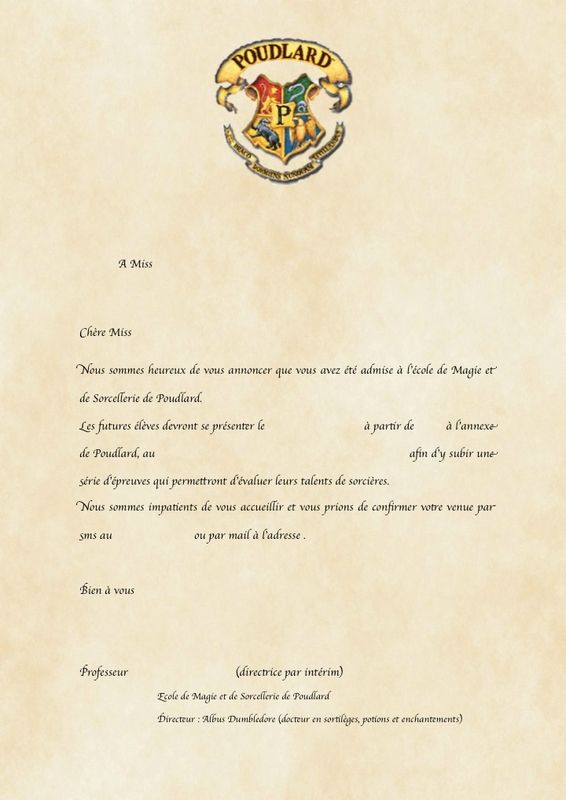 POUDLARD
P
DRACO DORMIENS NUNQUAM TITILLANDUS
A Miss
Chère Miss
Nous sommes heureux de vous annoncer que vous avez été admise à l'école de Magie et
de Sorcellerie de Poudlard.
Les futures élèves devront se présenter le à partir de à l'annexe
de Poudlard, au afin d'y subir une
série d'épreuves qui permettront d'évaluer leurs talents de sorcières.
Nous sommes impatients de vous accueillir et vous prions de confirmer votre venue par
sms au ou par mail à l'adresse .
Bien à vous
Professeur (directrice par intérim)
Ecole de Magie et de Sorcellerie de Poudlard
Directeur : Albus Dumbledore (docteur en sortilèges, potions et enchantements)